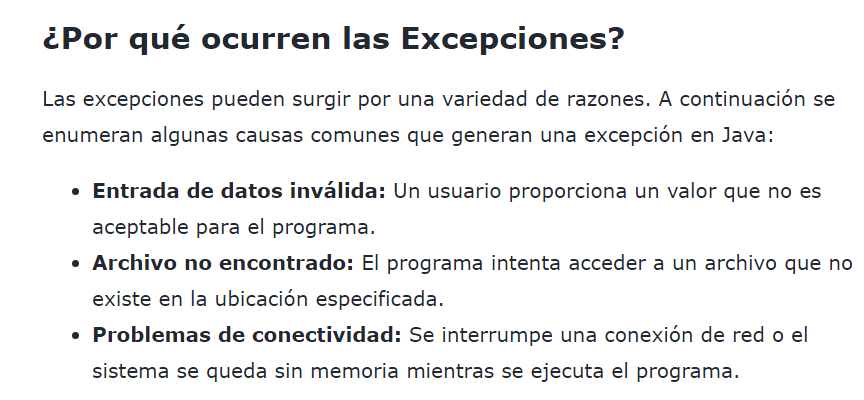 ¿Por qué ocurren las Excepciones?
Las excepciones pueden surgir por una variedad de razones. A continuación se
enumeran algunas causas comunes que generan una excepción en Java:
• Entrada de datos inválida: Un usuario proporciona un valor que no es
aceptable para el programa.
• Archivo no encontrado: El programa intenta acceder a un archivo que no
existe en la ubicación especificada.
• Problemas de conectividad: Se interrumpe una conexión de red o el
sistema se queda sin memoria mientras se ejecuta el programa.